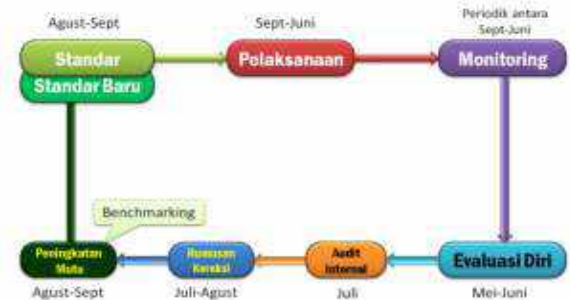 Agust-Sept
Sept-Juni
Periodik antara
Sept-Juni
Standar
Pelaksanaan
Monitoring
Standar Baru
Benchmarking
Peningkatan
Mutu
Rumusan
Koreksi
Audit
Internal
Evaluasi Diri
Agust-Sept
Juli-Agust
Juli
Mei-Juni